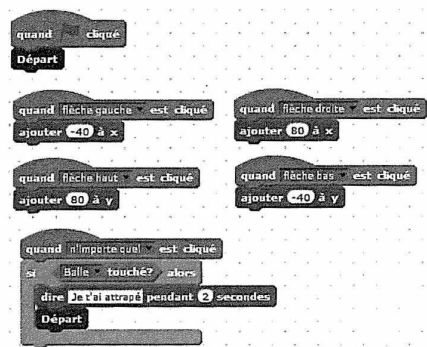 quand cliqué
Départ
quand flèche gauche est cliqué
ajouter -40 à x
quand flèche droite est cliqué
ajouter 80 à x
quand flèche haut est cliqué
ajouter 80 à y
quand flèche bas est cliqué
ajouter -40 à y
quand n'importe quel est cliqué
si Balle touché? alors
dire Je t'ai attrapé pendant 2 secondes
Départ